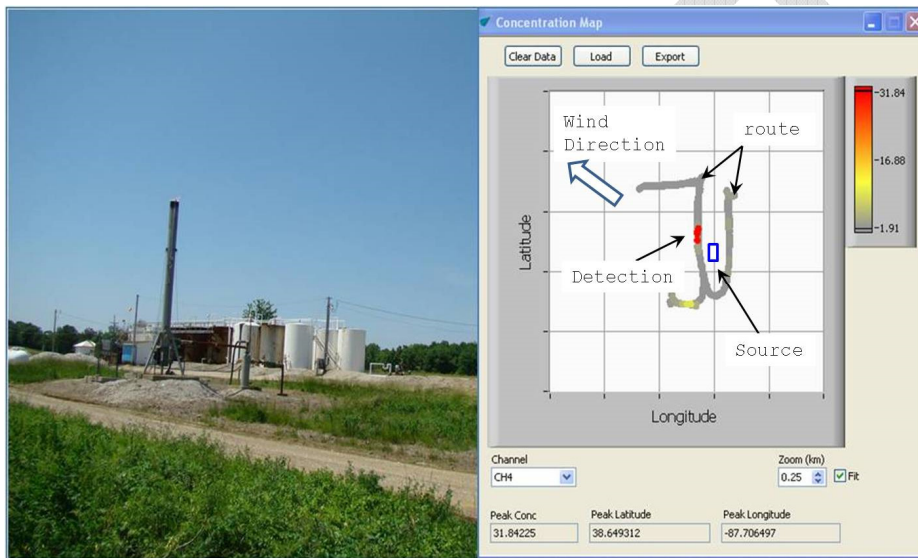 Concentration Map
Clear Data
Load
Export
Wind
Direction
route
Detection
Source
Latitude
Longitude
-31.84
-16.88
-1.91
Channel
CH4
Zoom (km)
0.25
Fit
Peak Conc
Peak Latitude
Peak Longitude
31.84225
38.649312
-87.706497